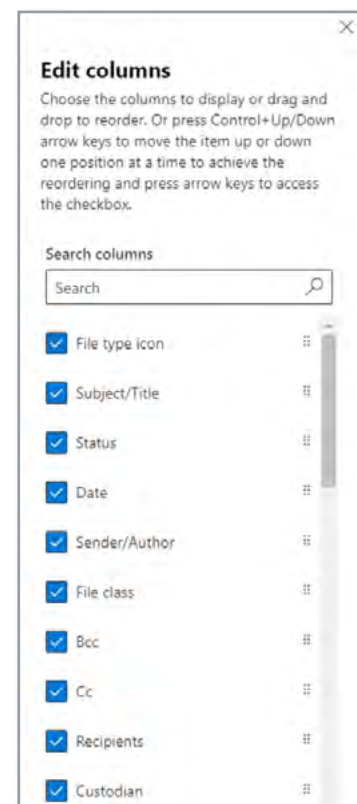 Edit columns
Choose the columns to display or drag and
drop to reorder. Or press Control+Up/Down
arrow keys to move the item up or down
one position at a time to achieve the
reordering and press arrow keys to access
the checkbox.
Search columns
Search
File type icon
Subject/Title
Status
Date
Sender/Author
File class
Bcc
Cc
Recipients
Custodian